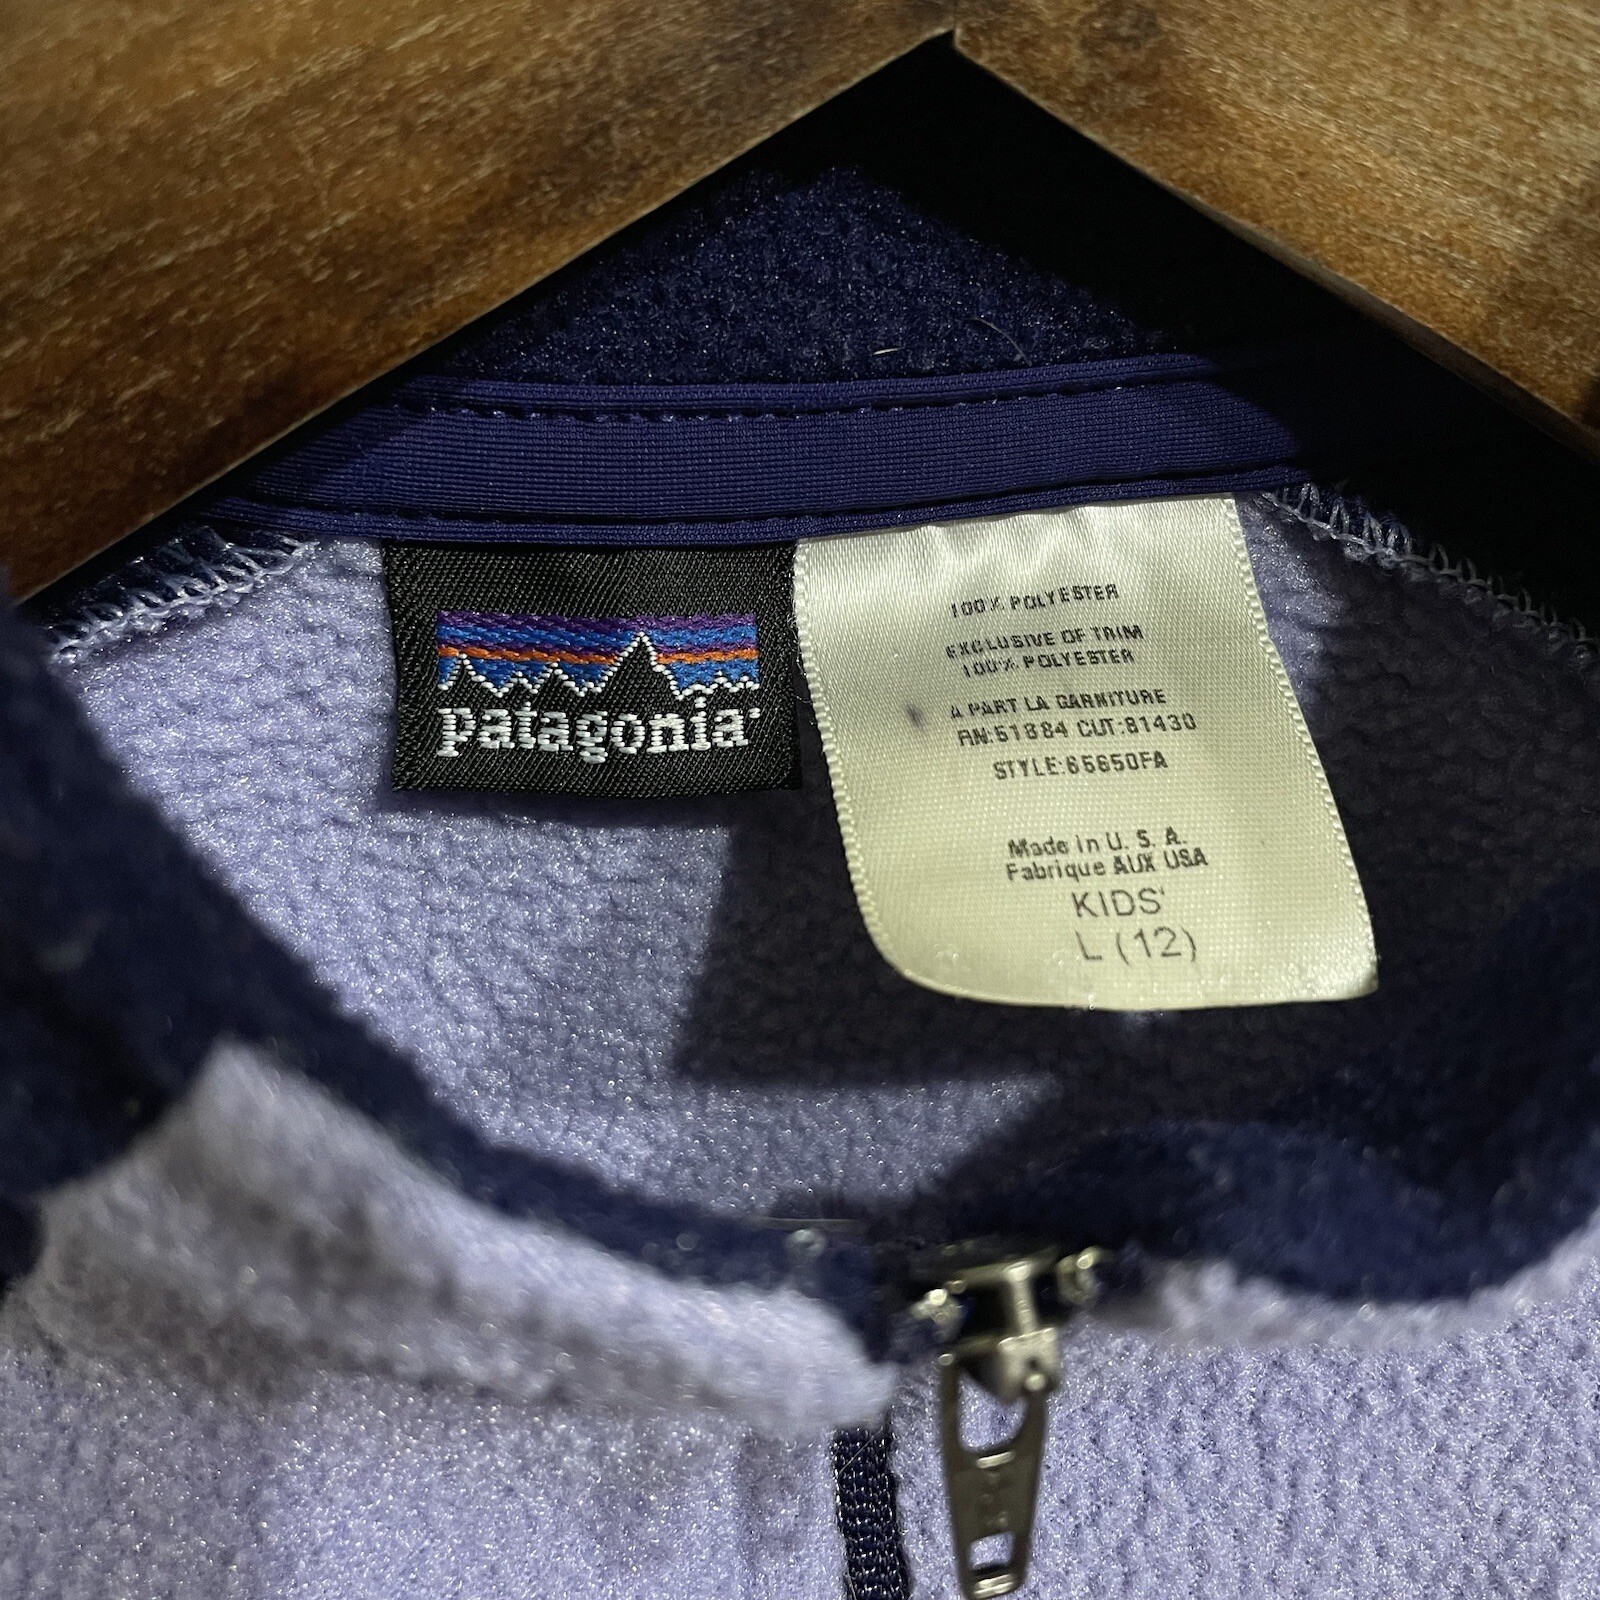 patagonia
100% POLYESTER
EXCLUSIVE OF TRIM
100% POLYESTER
A PART LA GARNITURE
RN:51884 CUT:81430
STYLE:65650FA
Made in U. S. A.
Fabrique AUX USA
KIDS'
L (12)